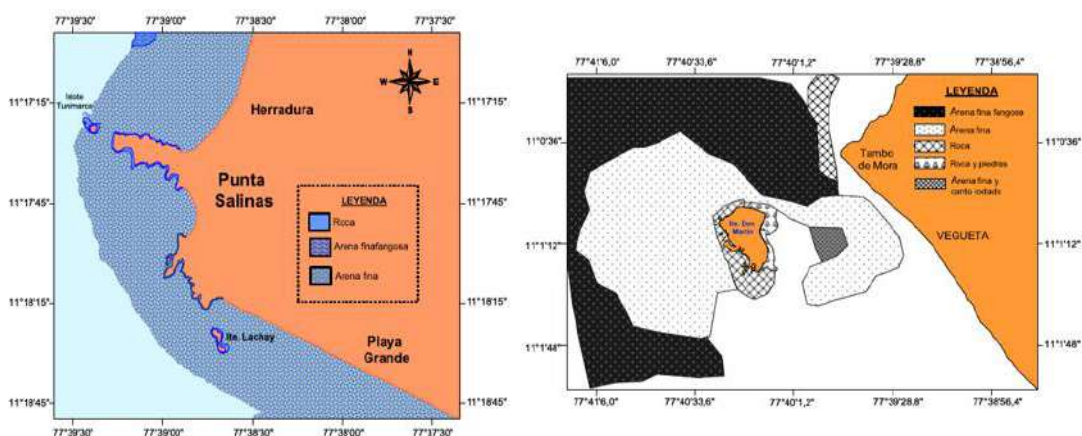 77°39'30" 77°39'00" 77°38'30" 77°38'00" 77°37'30"
11°17'15"
11°17'45"
11°18'15"
11°18'45"
N
W E
S
Islote
Tunimarca
Herradura
Punta
Salinas
LEYENDA
Roca
Arena finafangosa
Arena fina
Ite. Lachay
Playa
Grande
11°17'15"
11°17'45"
11°18'15"
11°18'45"
77°39'30" 77°39'00" 77°38'30" 77°38'00" 77°37'30"
77°41'6,0" 77°40'33,6" 77°40'1,2" 77°39'28,8" 77°38'56,4"
11°0'36"
11°1'12"
11°1'48"
LEYENDA
Arena fina fangosa
Arena fina
Roca
Roca y piedras
Arena fina y
canto rodado
Tambo
de Mora
Ite. Don
Martín
VEGUETA
11°0'36"
11°1'12"
11°1'48"
77°41'6,0" 77°40'33,6" 77°40'1,2" 77°39'28,8" 77°38'56,4"